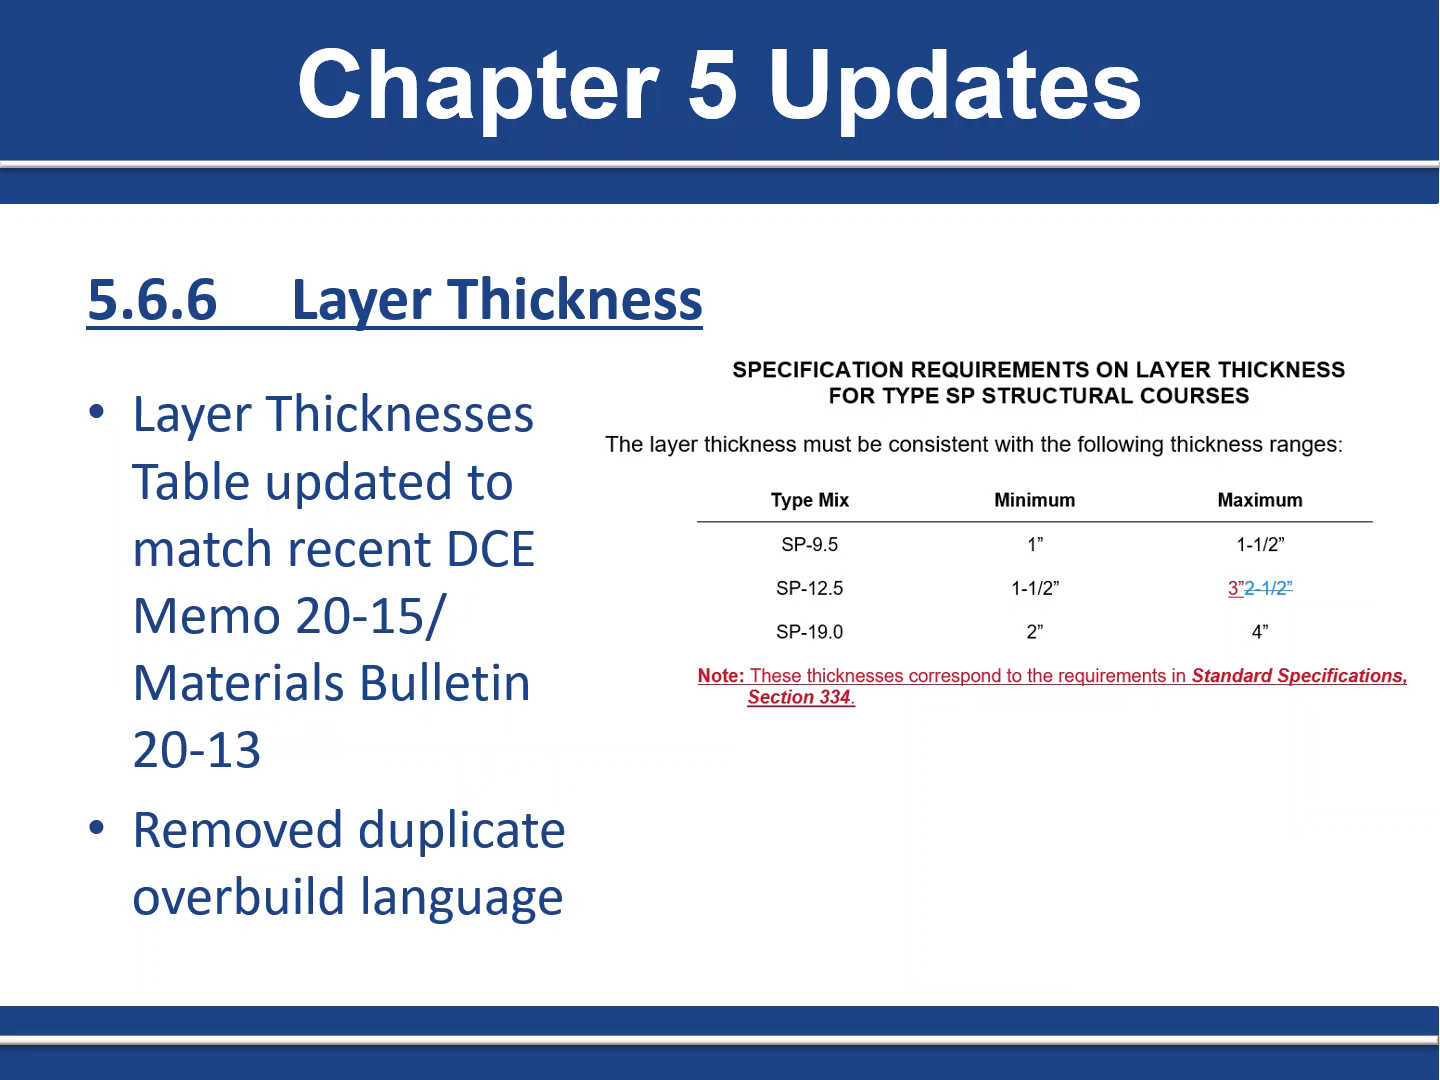 Chapter 5 Updates
5.6.6 Layer Thickness
• Layer Thicknesses
Table updated to
match recent DCE
Memo 20-15/
Materials Bulletin
20-13
• Removed duplicate
overbuild language
SPECIFICATION REQUIREMENTS ON LAYER THICKNESS
FOR TYPE SP STRUCTURAL COURSES
The layer thickness must be consistent with the following thickness ranges:
Type Mix Minimum Maximum
SP-9.5 1” 1-1/2”
SP-12.5 1-1/2” 3”2-1/2”
SP-19.0 2” 4”
Note: These thicknesses correspond to the requirements in Standard Specifications,
Section 334.